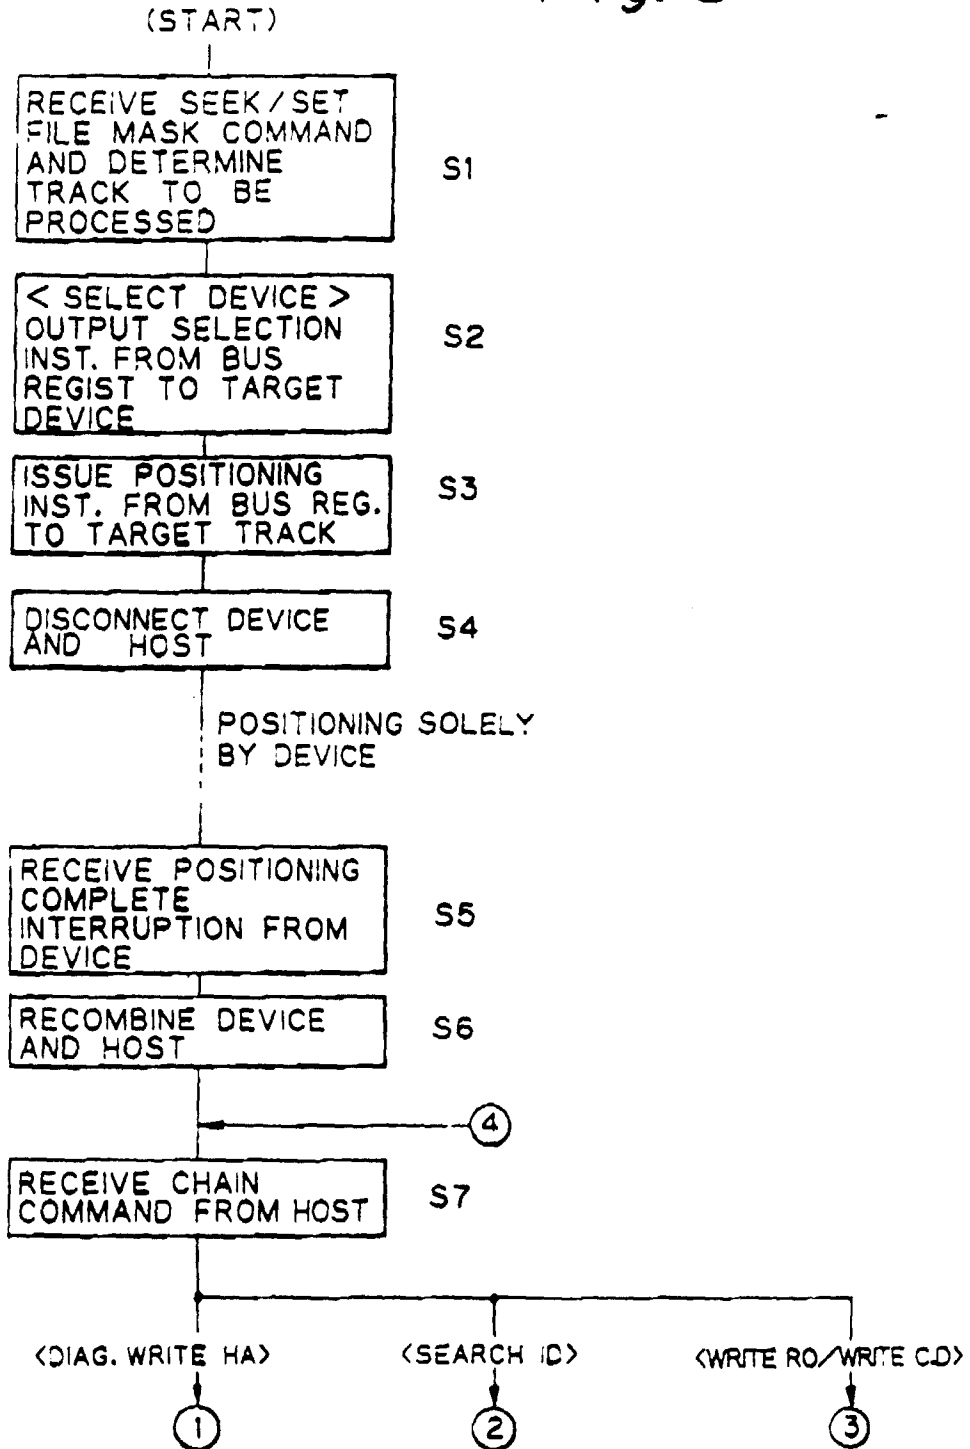 (START)
RECEIVE SEEK/SET
FILE MASK COMMAND
AND DETERMINE
TRACK TO BE
PROCESSED
S1
< SELECT DEVICE >
OUTPUT SELECTION
INST. FROM BUS
REGIST TO TARGET
DEVICE
S2
ISSUE POSITIONING
INST. FROM BUS REG.
TO TARGET TRACK
S3
DISCONNECT DEVICE
AND HOST
S4
POSITIONING SOLELY
BY DEVICE
RECEIVE POSITIONING
COMPLETE
INTERRUPTION FROM
DEVICE
S5
RECOMBINE DEVICE
AND HOST
S6
4
RECEIVE CHAIN
COMMAND FROM HOST
S7
<DIAG. WRITE HA>
<SEARCH ID>
<WRITE RO/WRITE C.D>
1
2
3